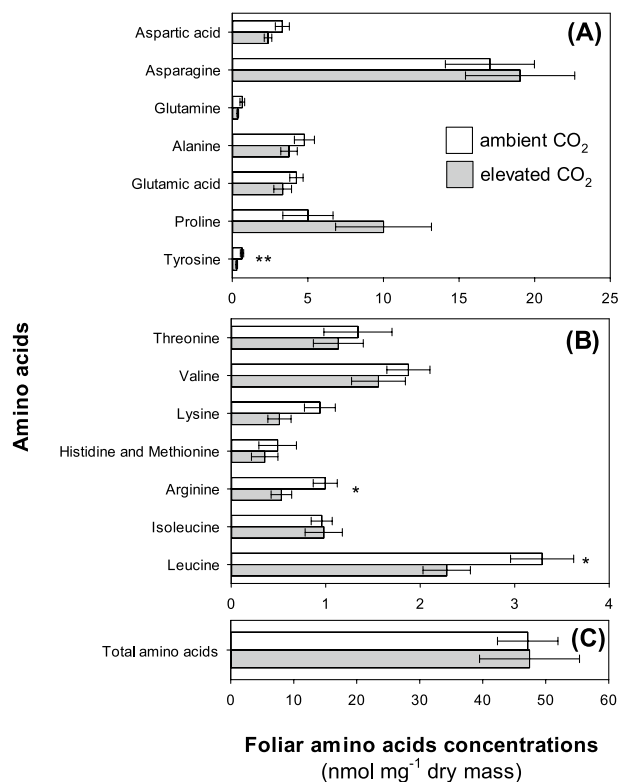 (A)
Aspartic acid
Asparagine
Glutamine
Alanine
Glutamic acid
Proline
Tyrosine
ambient CO₂
elevated CO₂
**
0 5 10 15 20 25
Amino acids
(B)
Threonine
Valine
Lysine
Histidine and Methionine
Arginine
*
Isoleucine
Leucine
*
0 1 2 3 4
(C)
Total amino acids
0 10 20 30 40 50 60
Foliar amino acids concentrations
(nmol mg⁻¹ dry mass)